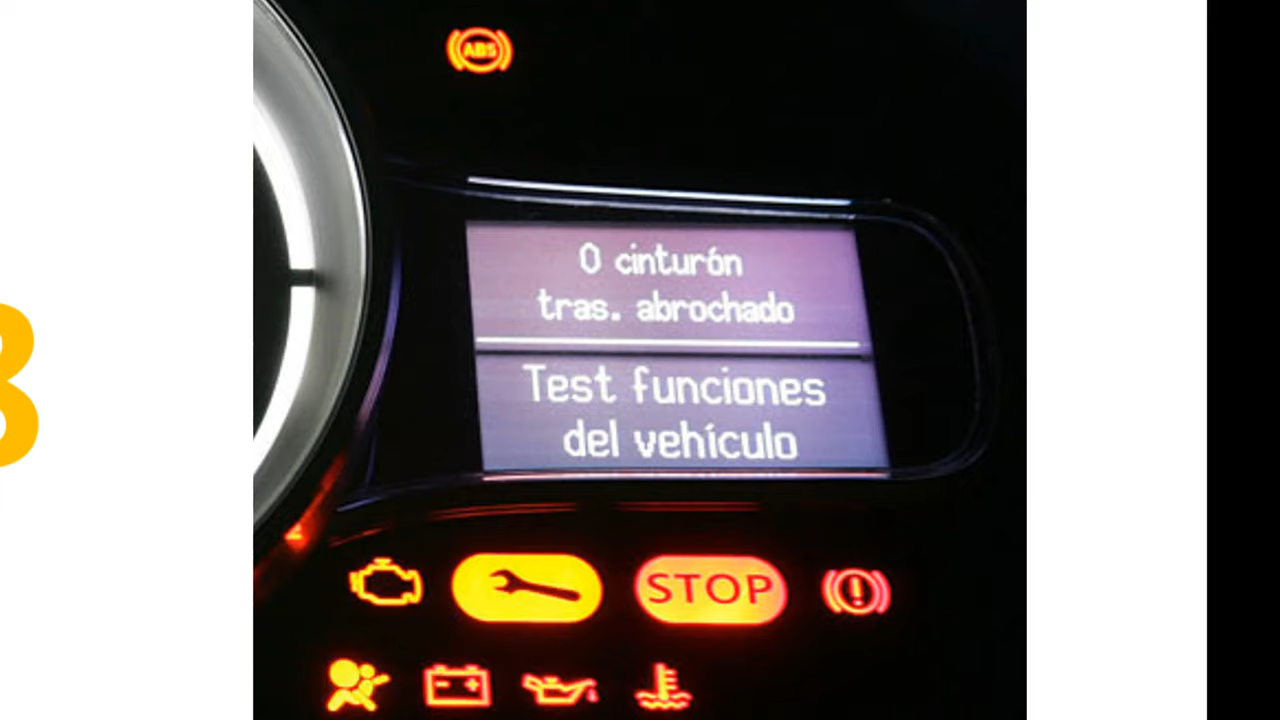 ABS
0 cinturón
tras. abrochado
Test funciones
del vehículo
STOP